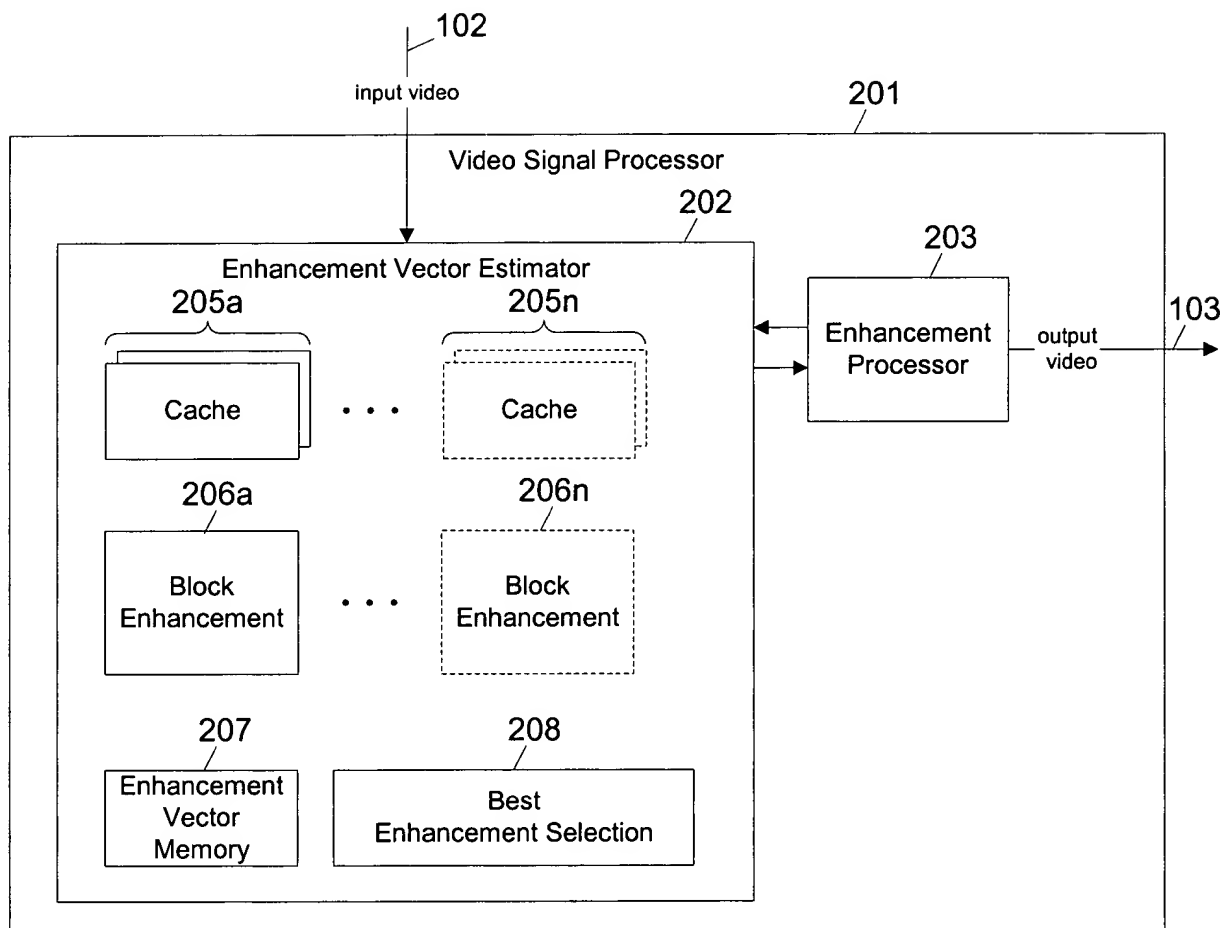 102
input video
201
Video Signal Processor
202
Enhancement Vector Estimator
203
205a
205n
103
Enhancement
Processor
output
video
Cache
Cache
206a
206n
Block
Enhancement
Block
Enhancement
207
208
Enhancement
Vector
Memory
Best
Enhancement Selection